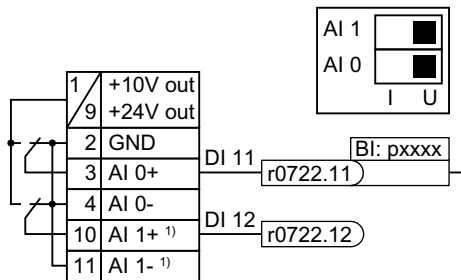 AI 1
AI 0
I U
1 +10V out
9 +24V out
2 GND
3 AI 0+
DI 11
r0722.11
BI: pxxxx
4 AI 0-
10 AI 1+ 1)
DI 12
r0722.12
11 AI 1- 1)